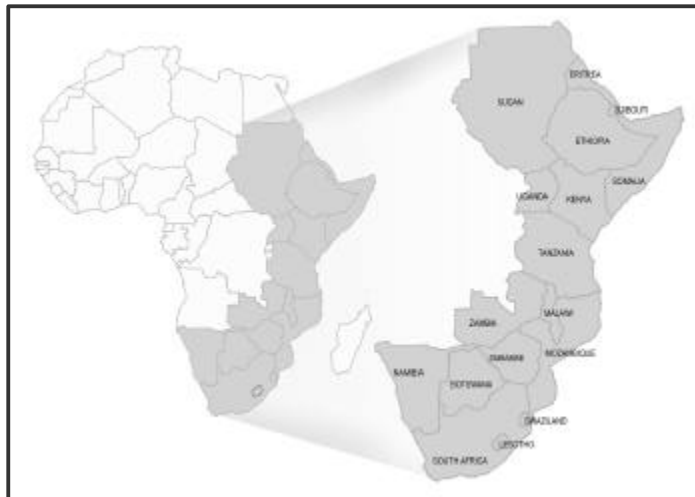 ERITREA
SUDAN
DJIBOUTI
ETHIOPIA
SOMALIA
UGANDA
KENYA
TANZANIA
MALAWI
ZAMBIA
MOZAMBIQUE
ZIMBABWE
NAMIBIA
BOTSWANA
SWAZILAND
LESOTHO
SOUTH AFRICA